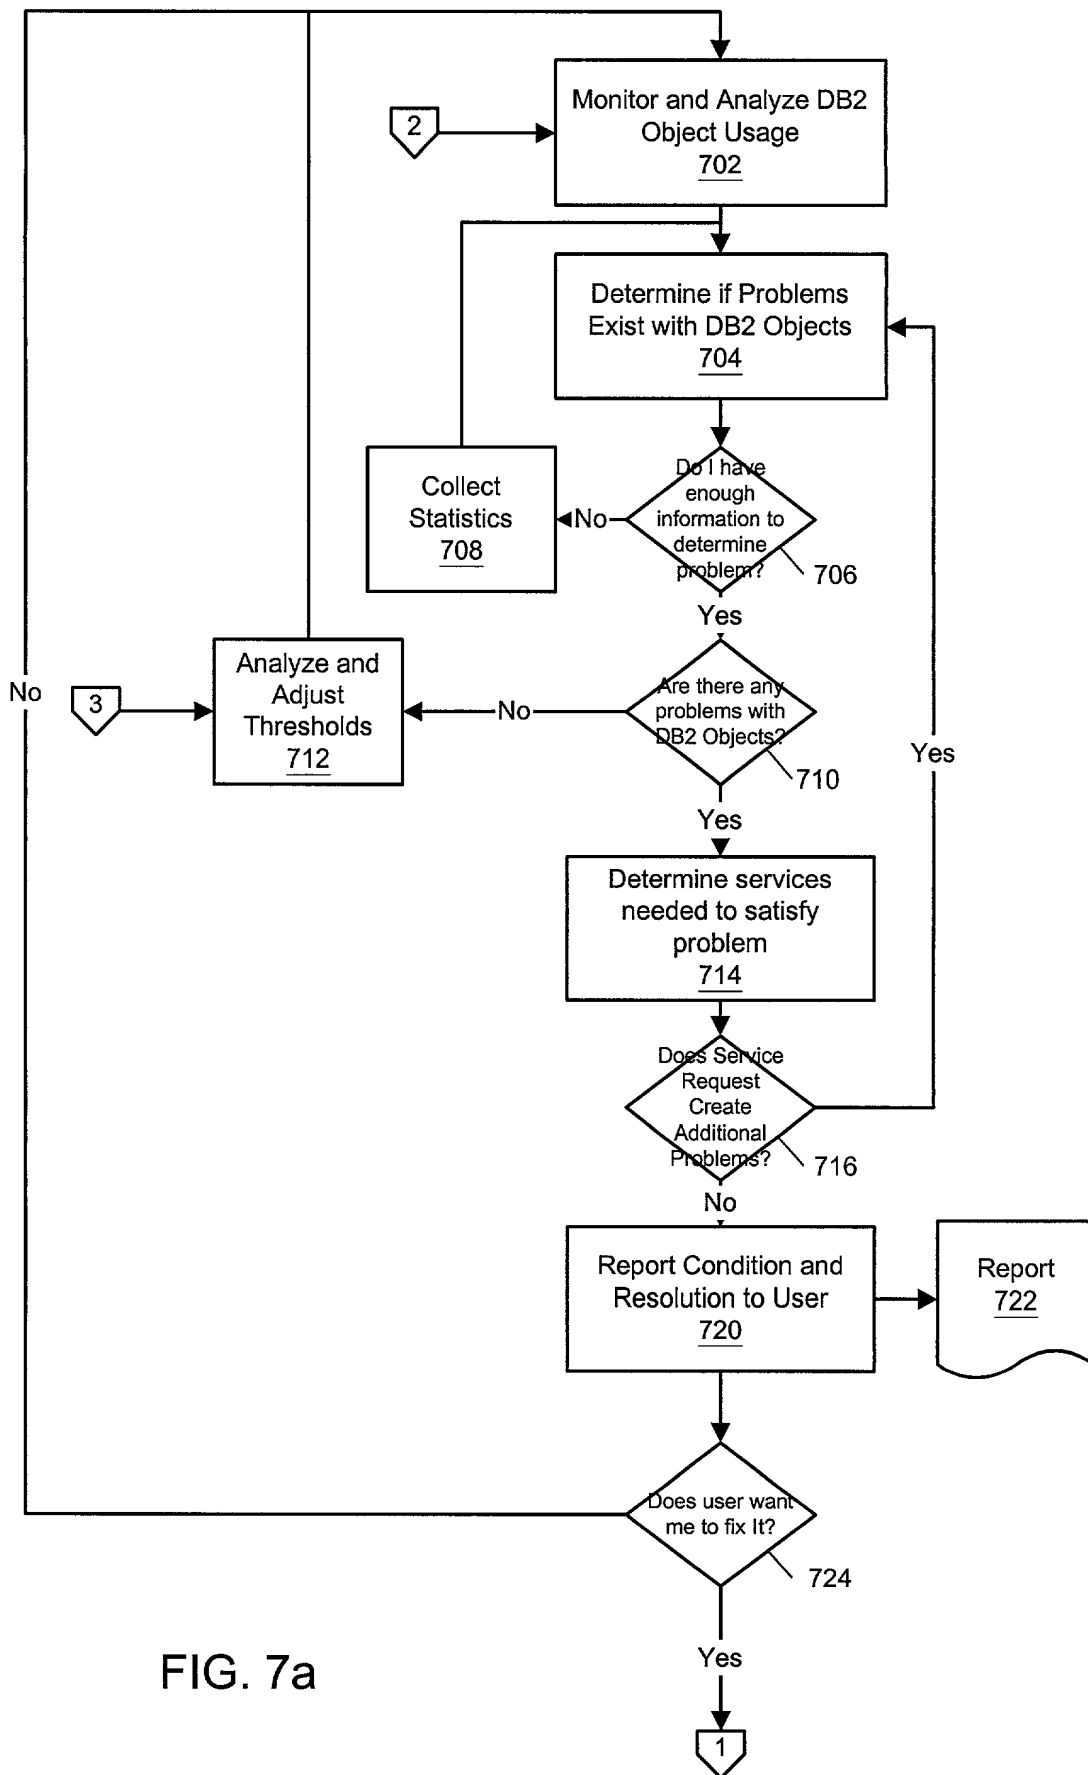 Monitor and Analyze DB2
Object Usage
702
2
Determine if Problems
Exist with DB2 Objects
704
Do I have
enough
information to
determine
problem?
706
No
Collect
Statistics
708
Yes
Are there any
problems with
DB2 Objects?
710
No
Analyze and
Adjust
Thresholds
712
3
No
Yes
Yes
Determine services
needed to satisfy
problem
714
Does Service
Request
Create
Additional
Problems?
716
No
Report Condition and
Resolution to User
720
Report
722
Does user want
me to fix It?
724
Yes
1
FIG. 7a